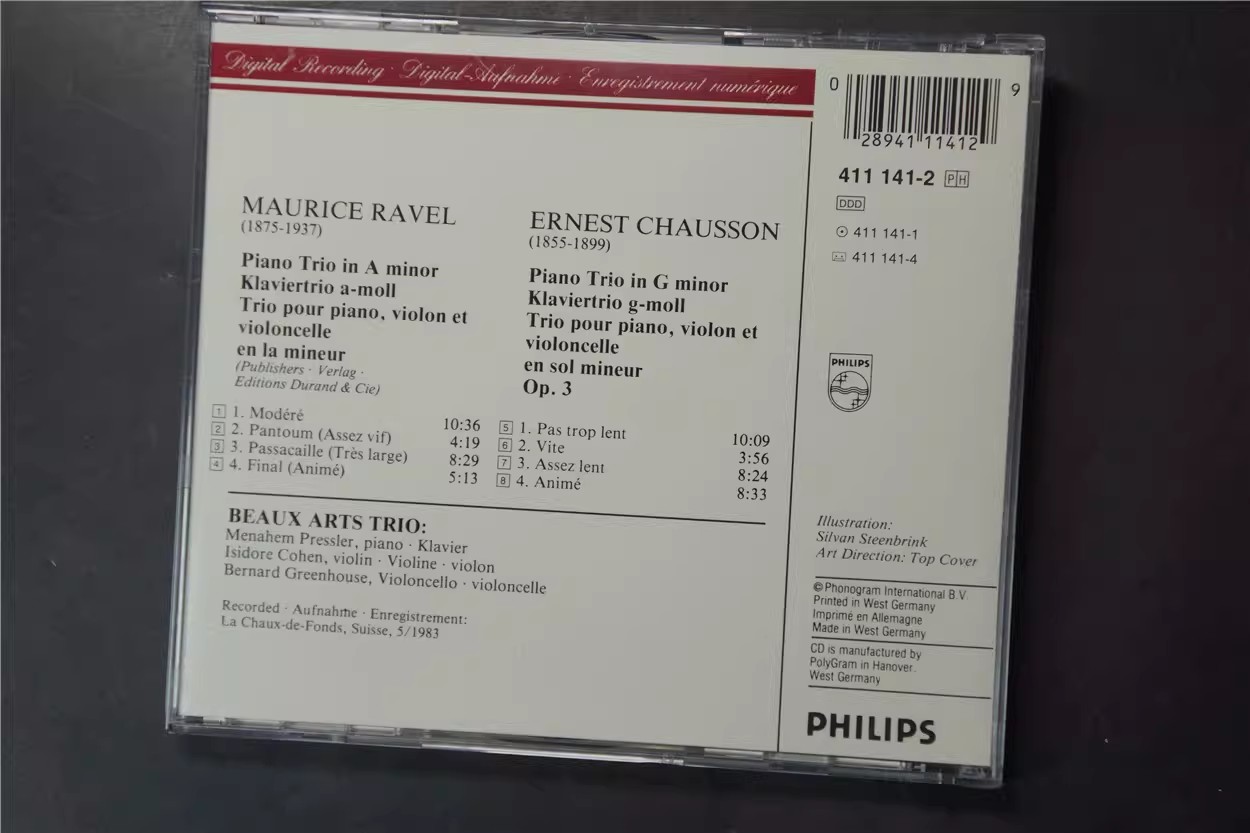 Digital Recording · Digital-Aufnahme · Enregistrement numérique
MAURICE RAVEL
(1875-1937)
Piano Trio in A minor
Klaviertrio a-moll
Trio pour piano, violon et
violoncelle
en la mineur
(Publishers · Verlag ·
Editions Durand & Cie)
1 1. Modéré 10:36
2 2. Pantoum (Assez vif) 4:19
3 3. Passacaille (Très large) 8:29
4 4. Final (Animé) 5:13
ERNEST CHAUSSON
(1855-1899)
Piano Trio in G minor
Klaviertrio g-moll
Trio pour piano, violon et
violoncelle
en sol mineur
Op. 3
5 1. Pas trop lent 10:09
6 2. Vite 3:56
7 3. Assez lent 8:24
8 4. Animé 8:33
BEAUX ARTS TRIO:
Menahem Pressler, piano · Klavier
Isidore Cohen, violin · Violine · violon
Bernard Greenhouse, Violoncello · violoncelle
Recorded · Aufnahme · Enregistrement:
La Chaux-de-Fonds, Suisse, 5/1983
0 28941 11412 9
411 141-2 PH
DDD
411 141-1
411 141-4
PHILIPS
Illustration:
Silvan Steenbrink
Art Direction: Top Cover
© Phonogram International B.V.
Printed in West Germany
Imprimé en Allemagne
Made in West Germany
CD is manufactured by
PolyGram in Hanover.
West Germany
PHILIPS